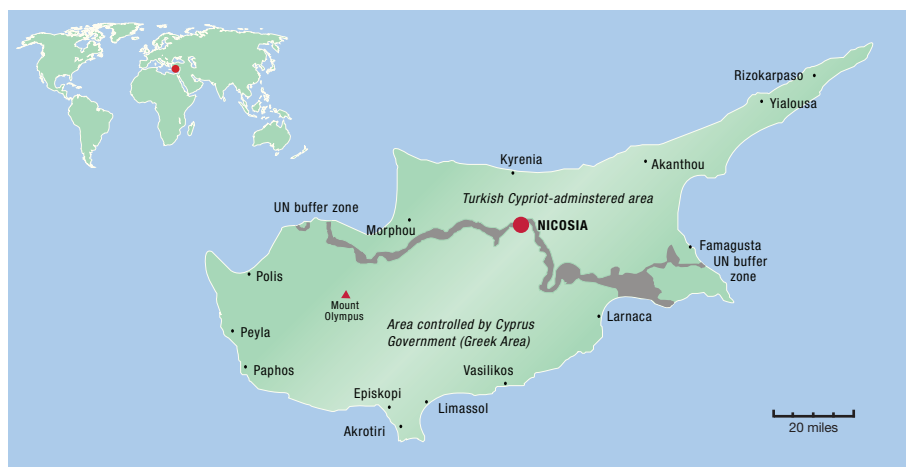 Rizokarpaso
Yialousa
Kyrenia
Akanthou
Turkish Cypriot-adminstered area
UN buffer zone
Morphou
NICOSIA
Famagusta
UN buffer
zone
Polis
Mount
Olympus
Area controlled by Cyprus
Government (Greek Area)
Larnaca
Peyla
Paphos
Vasilikos
Episkopi
Limassol
Akrotiri
20 miles